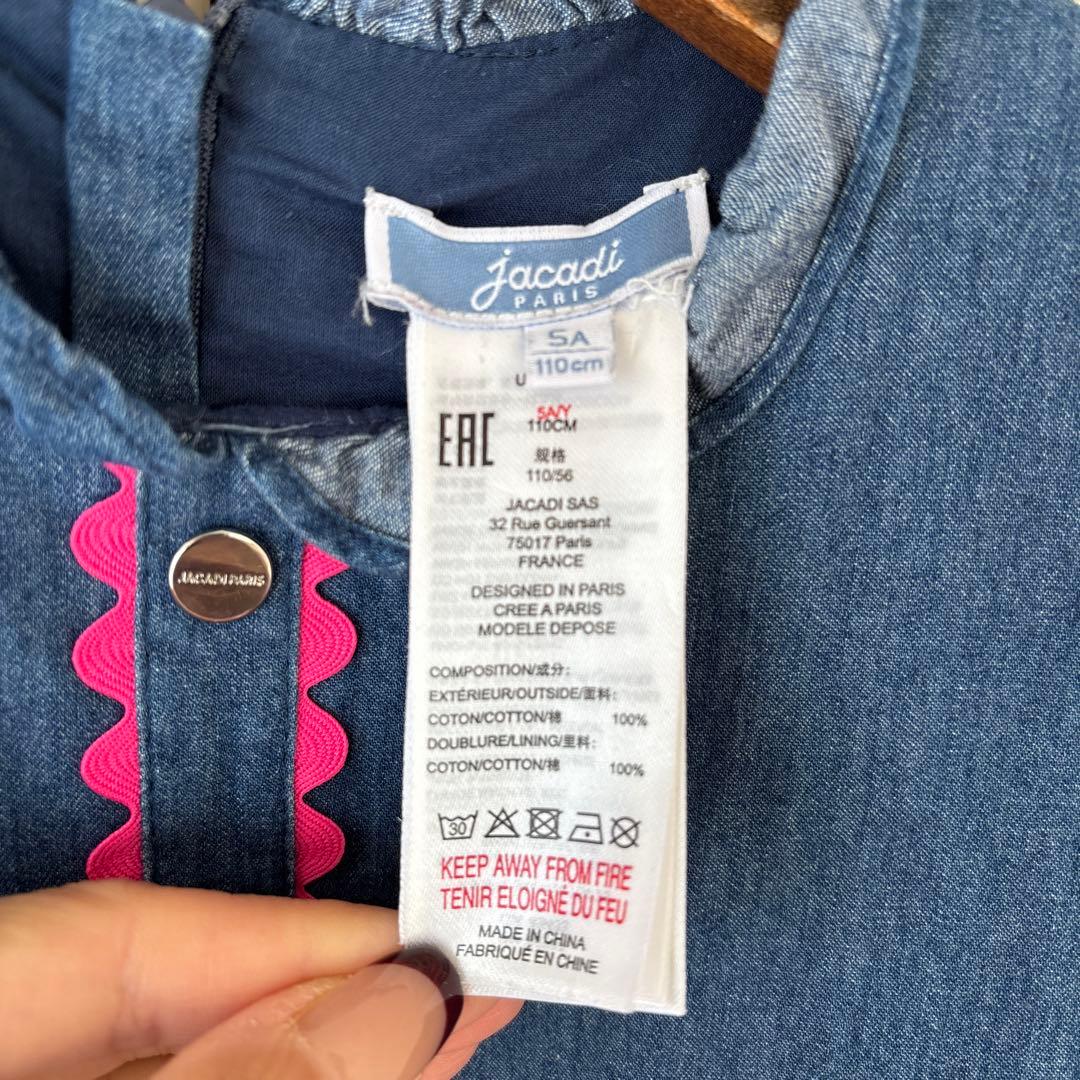 jacadi
PARIS
5A
110cm
U
5A/Y
110CM
EAC
规格
110/56
JACADI SAS
32 Rue Guersant
75017 Paris
FRANCE
DESIGNED IN PARIS
CREE A PARIS
MODELE DEPOSE
COMPOSITION/成分:
EXTÉRIEUR/OUTSIDE/面料:
COTON/COTTON/棉 100%
DOUBLURE/LINING/里料:
COTON/COTTON/棉 100%
30
KEEP AWAY FROM FIRE
TENIR ELOIGNÉ DU FEU
MADE IN CHINA
FABRIQUÉ EN CHINE
JACADI PARIS